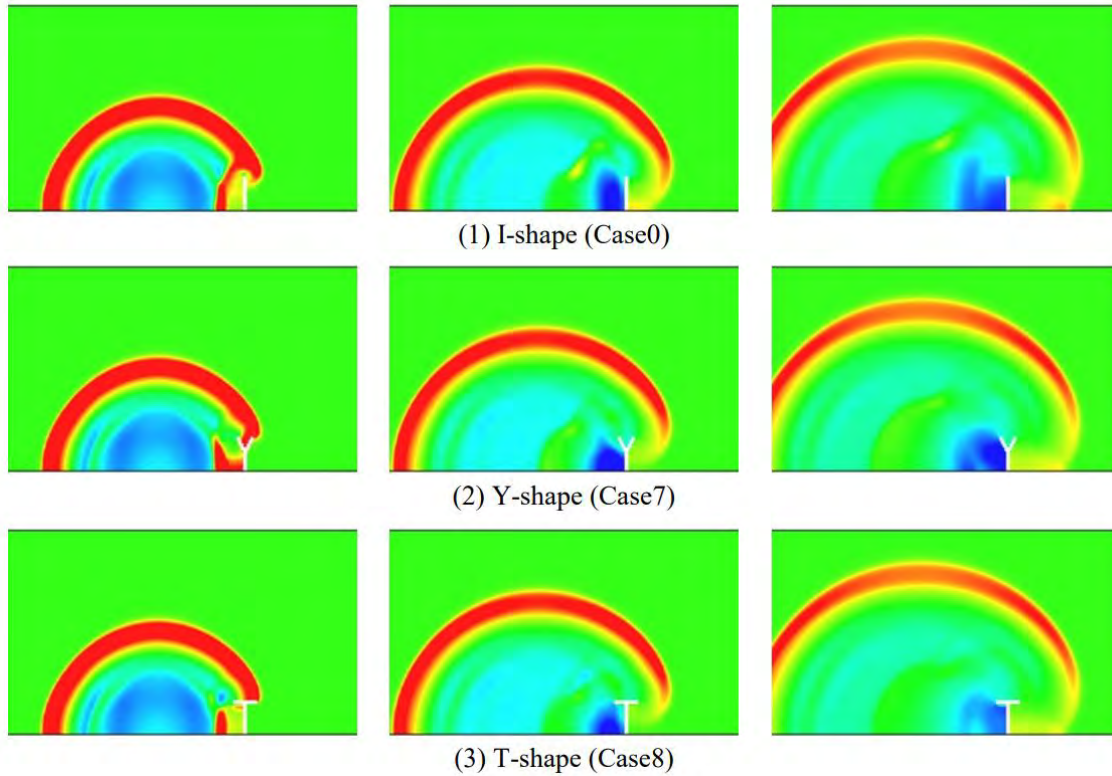 (1) I-shape (Case0)
(2) Y-shape (Case7)
(3) T-shape (Case8)